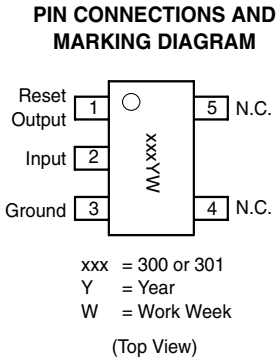 PIN CONNECTIONS AND
MARKING DIAGRAM
Reset
Output
1
5
N.C.
xxxYW
Input
2
Ground
3
4
N.C.
xxx = 300 or 301
Y = Year
W = Work Week
(Top View)